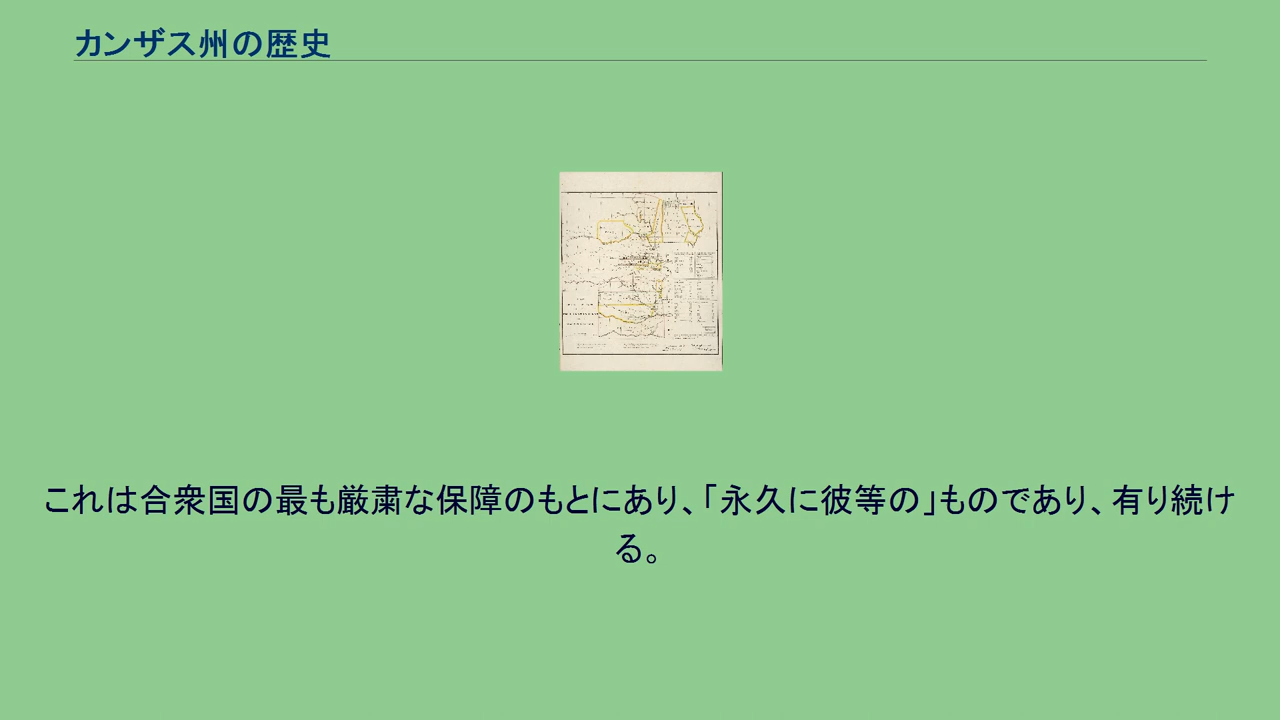 カンザス州の歴史
これは合衆国の最も厳粛な保障のもとにあり、「永久に彼等の」ものであり、有り続け
る。